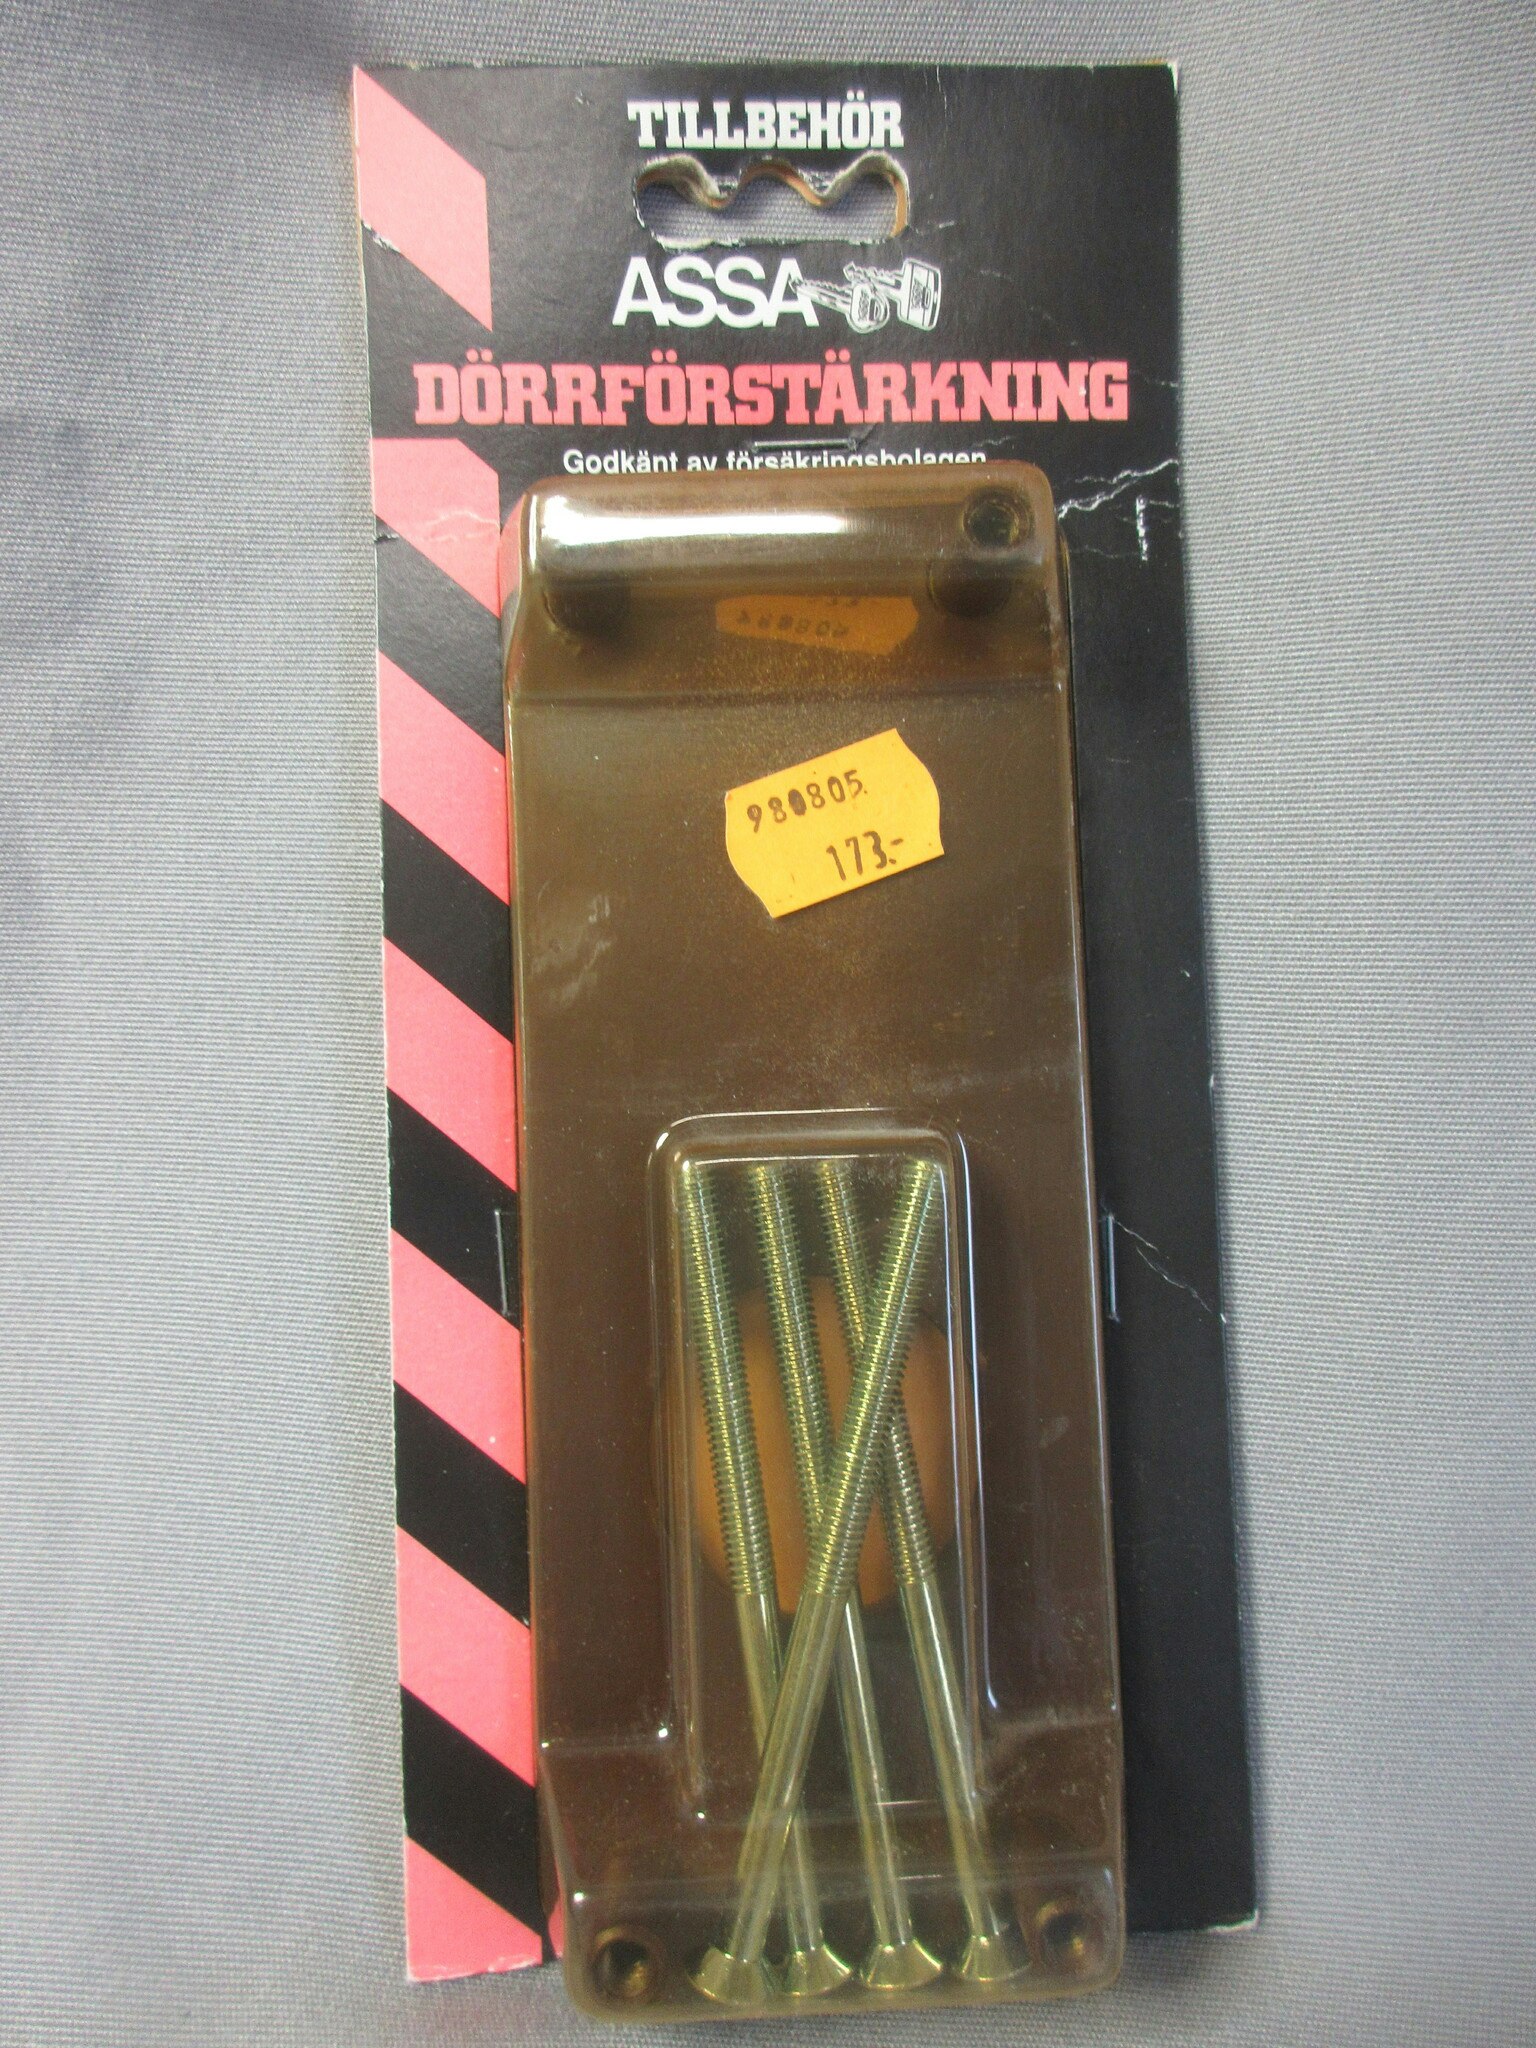 TILLBEHÖR
ASSA
DÖRRFÖRSTÄRKNING
Godkänt av försäkringsbolagen
980805.
173.-